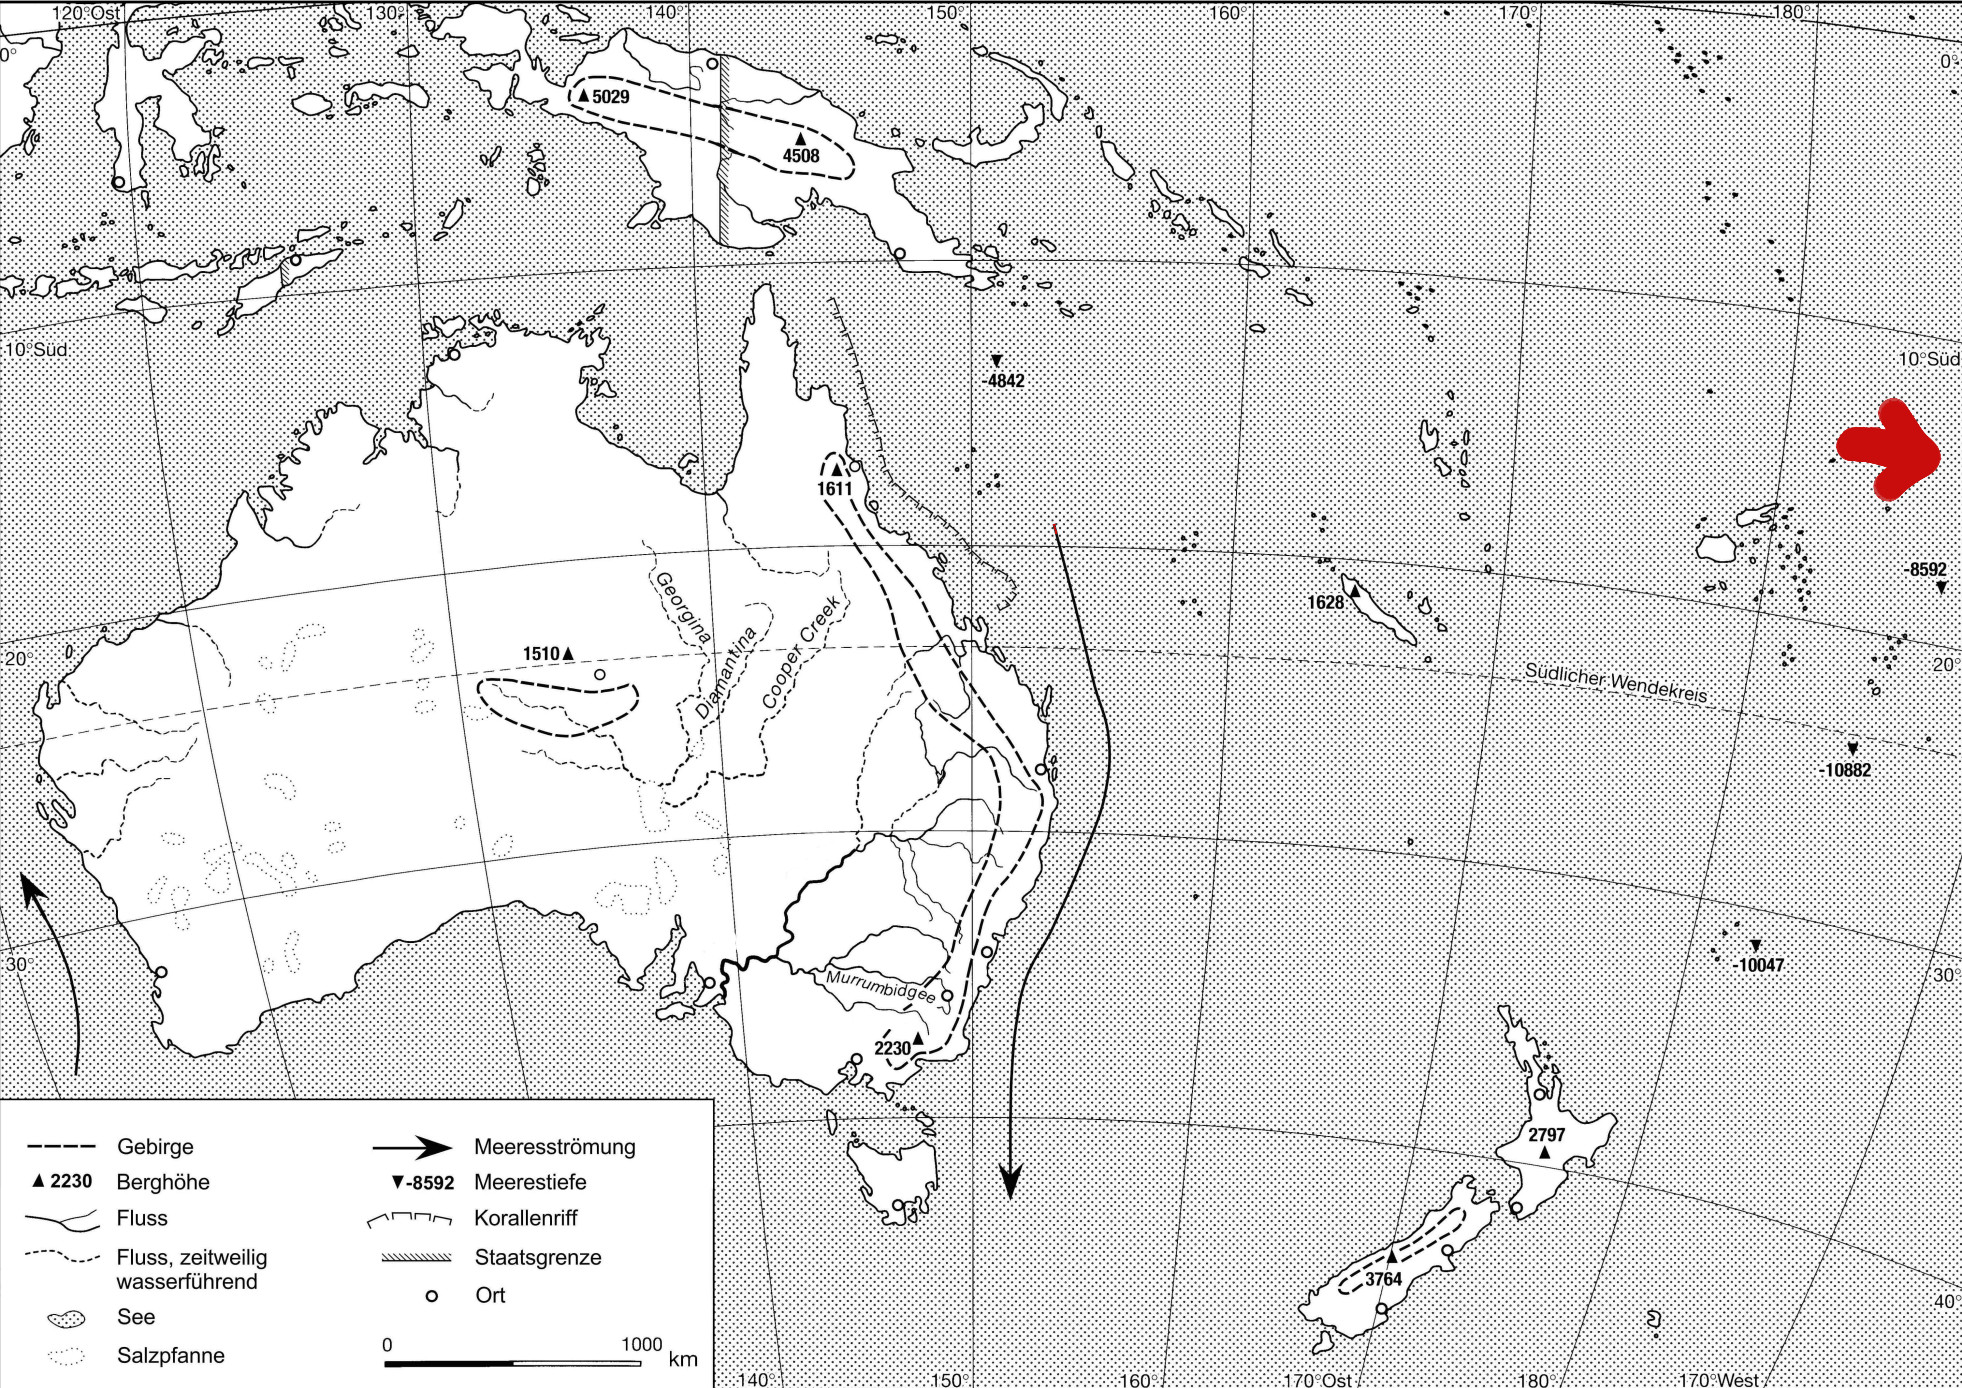 120°Ost
130°
140°
150°
160°
170°
180°
0°
0°
5029
4508
10°Süd
10°Süd
-4842
1611
-8592
Georgina
Diamantina
Cooper Creek
1628
1510
20°
20°
Südlicher Wendekreis
-10882
30°
-10047
30°
Murrumbidgee
2230
2797
3764
40°
Gebirge
2230 Berghöhe
Fluss
Fluss, zeitweilig
wasserführend
See
Salzpfanne
Meeresströmung
-8592 Meerestiefe
Korallenriff
Staatsgrenze
Ort
0 1000 km
140°
150°
160°
170°Ost
180°
170°West